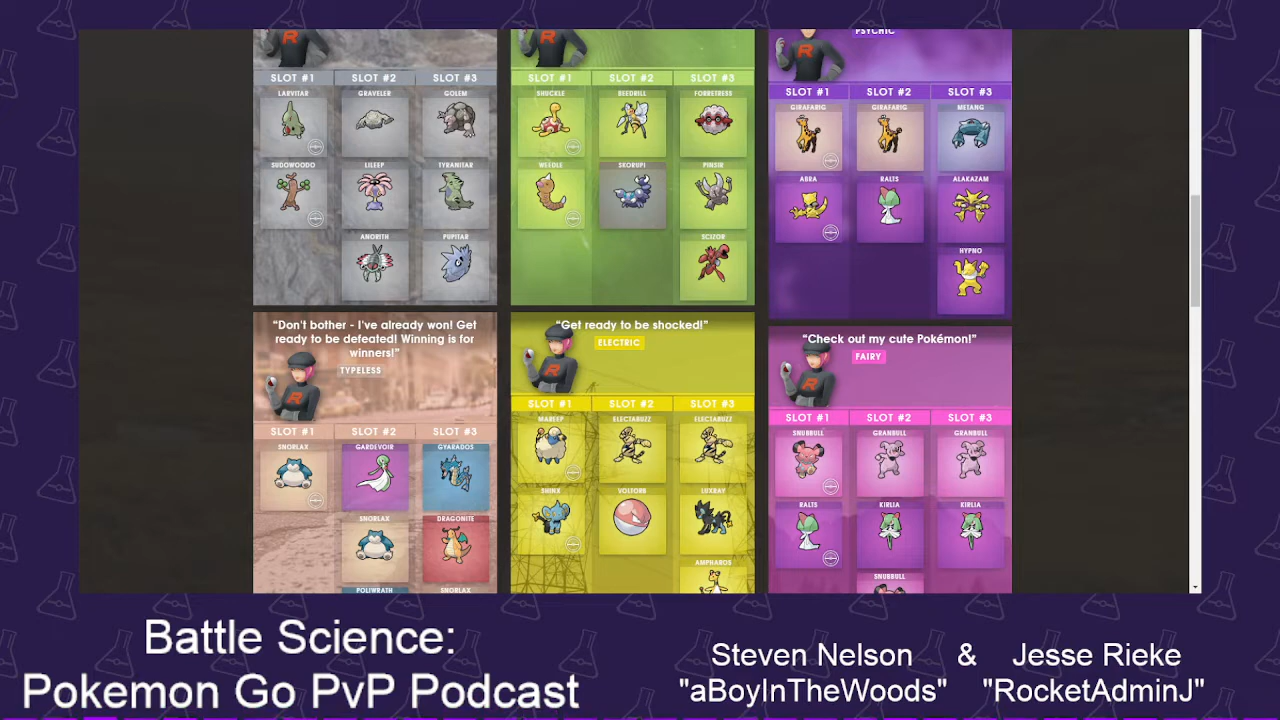 SLOT #1 SLOT #2 SLOT #3
LARVITAR GRAVELER GOLEM
SUDOWOODO LILEEP TYRANITAR
ANORITH PUPITAR
SLOT #1 SLOT #2 SLOT #3
SHUCKLE BEEDRILL FORRETRESS
WEEDLE SKORUPI PINSIR
SCIZOR
PSYCHIC
SLOT #1 SLOT #2 SLOT #3
GIRAFARIG GIRAFARIG METANG
ABRA RALTS ALAKAZAM
HYPNO
“Don’t bother - I’ve already won! Get
ready to be defeated! Winning is for
winners!”
TYPELESS
SLOT #1 SLOT #2 SLOT #3
SNORLAX GARDEVOIR GYARADOS
SNORLAX DRAGONITE
POLIWRATH SNORLAX
“Get ready to be shocked!”
ELECTRIC
SLOT #1 SLOT #2 SLOT #3
MAREEP ELECTABUZZ ELECTABUZZ
SHINX VOLTORB LUXRAY
AMPHAROS
“Check out my cute Pokémon!”
FAIRY
SLOT #1 SLOT #2 SLOT #3
SNUBBULL GRANBULL GRANBULL
RALTS KIRLIA KIRLIA
SNUBBULL
Battle Science:
Pokemon Go PvP Podcast
Steven Nelson & Jesse Rieke
"aBoyInTheWoods" "RocketAdminJ"